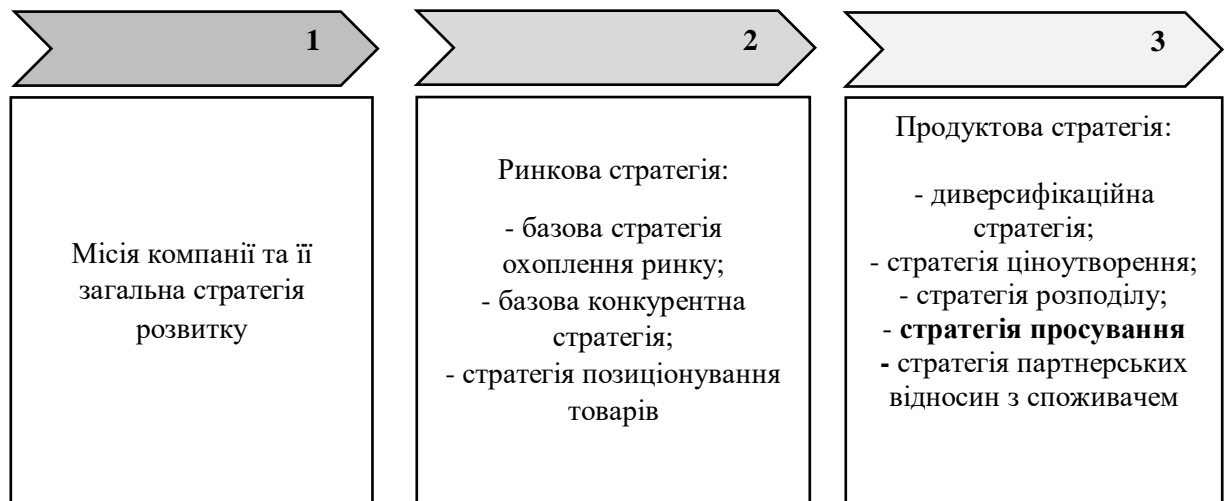 1
Місія компанії та її
загальна стратегія
розвитку
2
Ринкова стратегія:
- базова стратегія
охоплення ринку;
- базова конкурентна
стратегія;
- стратегія позиціонування
товарів
3
Продуктова стратегія:
- диверсифікаційна
стратегія;
- стратегія ціноутворення;
- стратегія розподілу;
- стратегія просування
- стратегія партнерських
відносин з споживачем